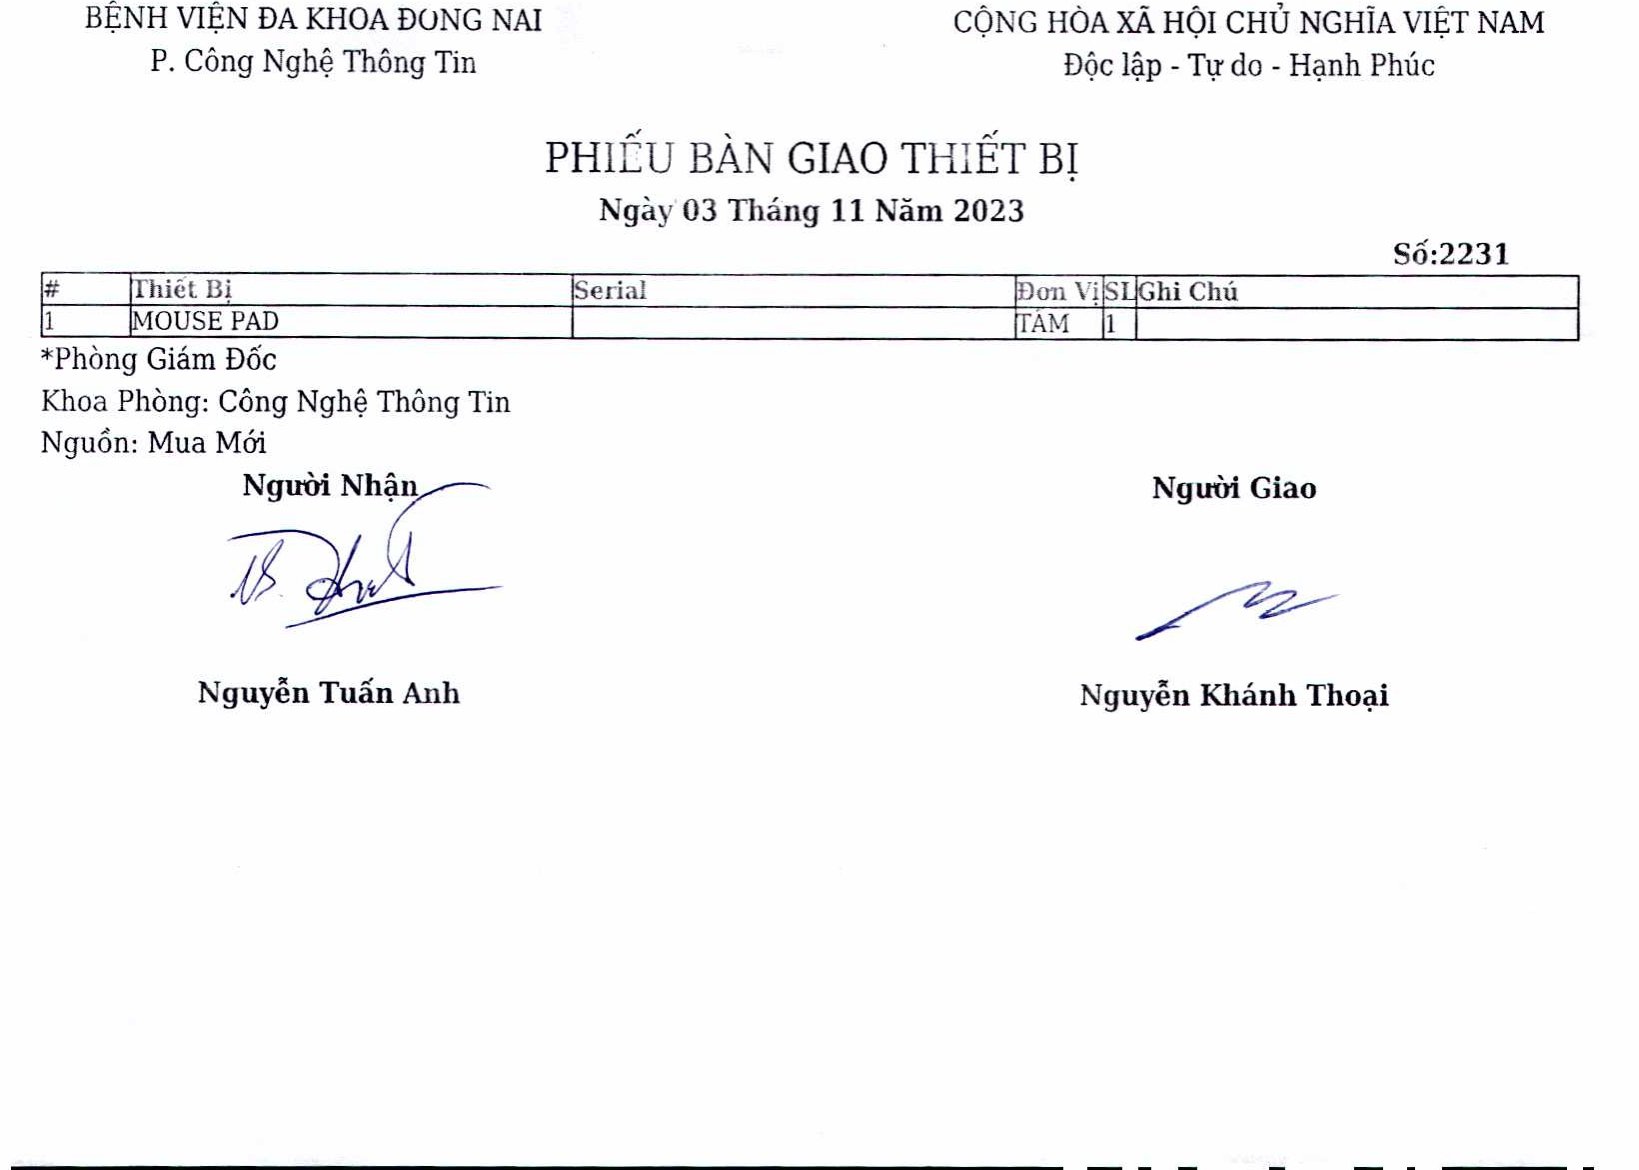 BỆNH VIỆN ĐA KHOA ĐỒNG NAI
P. Công Nghệ Thông Tin
CỘNG HÒA XÃ HỘI CHỦ NGHĨA VIỆT NAM
Độc lập - Tự do - Hạnh Phúc
PHIẾU BÀN GIAO THIẾT BỊ
Ngày 03 Tháng 11 Năm 2023
Số:2231
# Thiết Bị Serial Đơn Vị SL Ghi Chú
1 MOUSE PAD TẤM 1
*Phòng Giám Đốc
Khoa Phòng: Công Nghệ Thông Tin
Nguồn: Mua Mới
Người Nhận Người Giao
Nguyễn Tuấn Anh Nguyễn Khánh Thoại